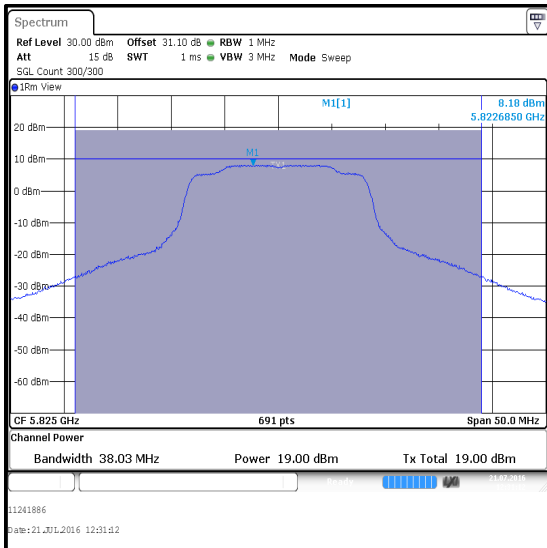 Spectrum
Ref Level 30.00 dBm Offset 31.10 dB RBW 1 MHz
Att 15 dB SWT 1 ms VBW 3 MHz Mode Sweep
SGL Count 300/300
1Rm View
M1[1] 8.18 dBm
5.8226850 GHz
20 dBm
M1
10 dBm
0 dBm
-10 dBm
-20 dBm
-30 dBm
-40 dBm
-50 dBm
-60 dBm
CF 5.825 GHz 691 pts Span 50.0 MHz
Channel Power
Bandwidth 38.03 MHz Power 19.00 dBm Tx Total 19.00 dBm
Ready 21.07.2016
11241886
Date: 21.JUL.2016 12:31:12